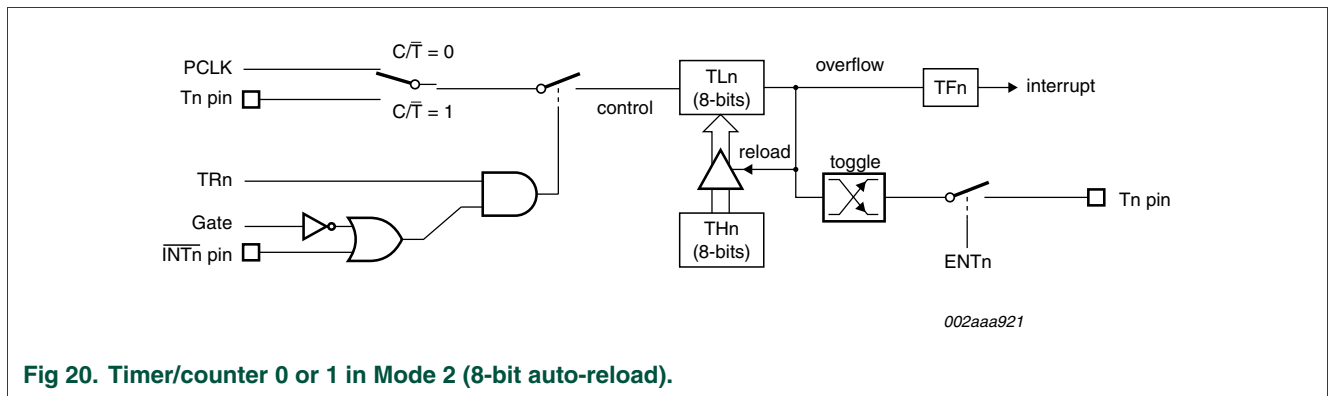 C/T̅ = 0
PCLK
Tn pin
C/T̅ = 1
TLn
(8-bits)
overflow
TFn
interrupt
control
reload
toggle
TRn
Gate
I̅N̅T̅n̅ pin
THn
(8-bits)
Tn pin
ENTn
002aaa921
Fig 20. Timer/counter 0 or 1 in Mode 2 (8-bit auto-reload).